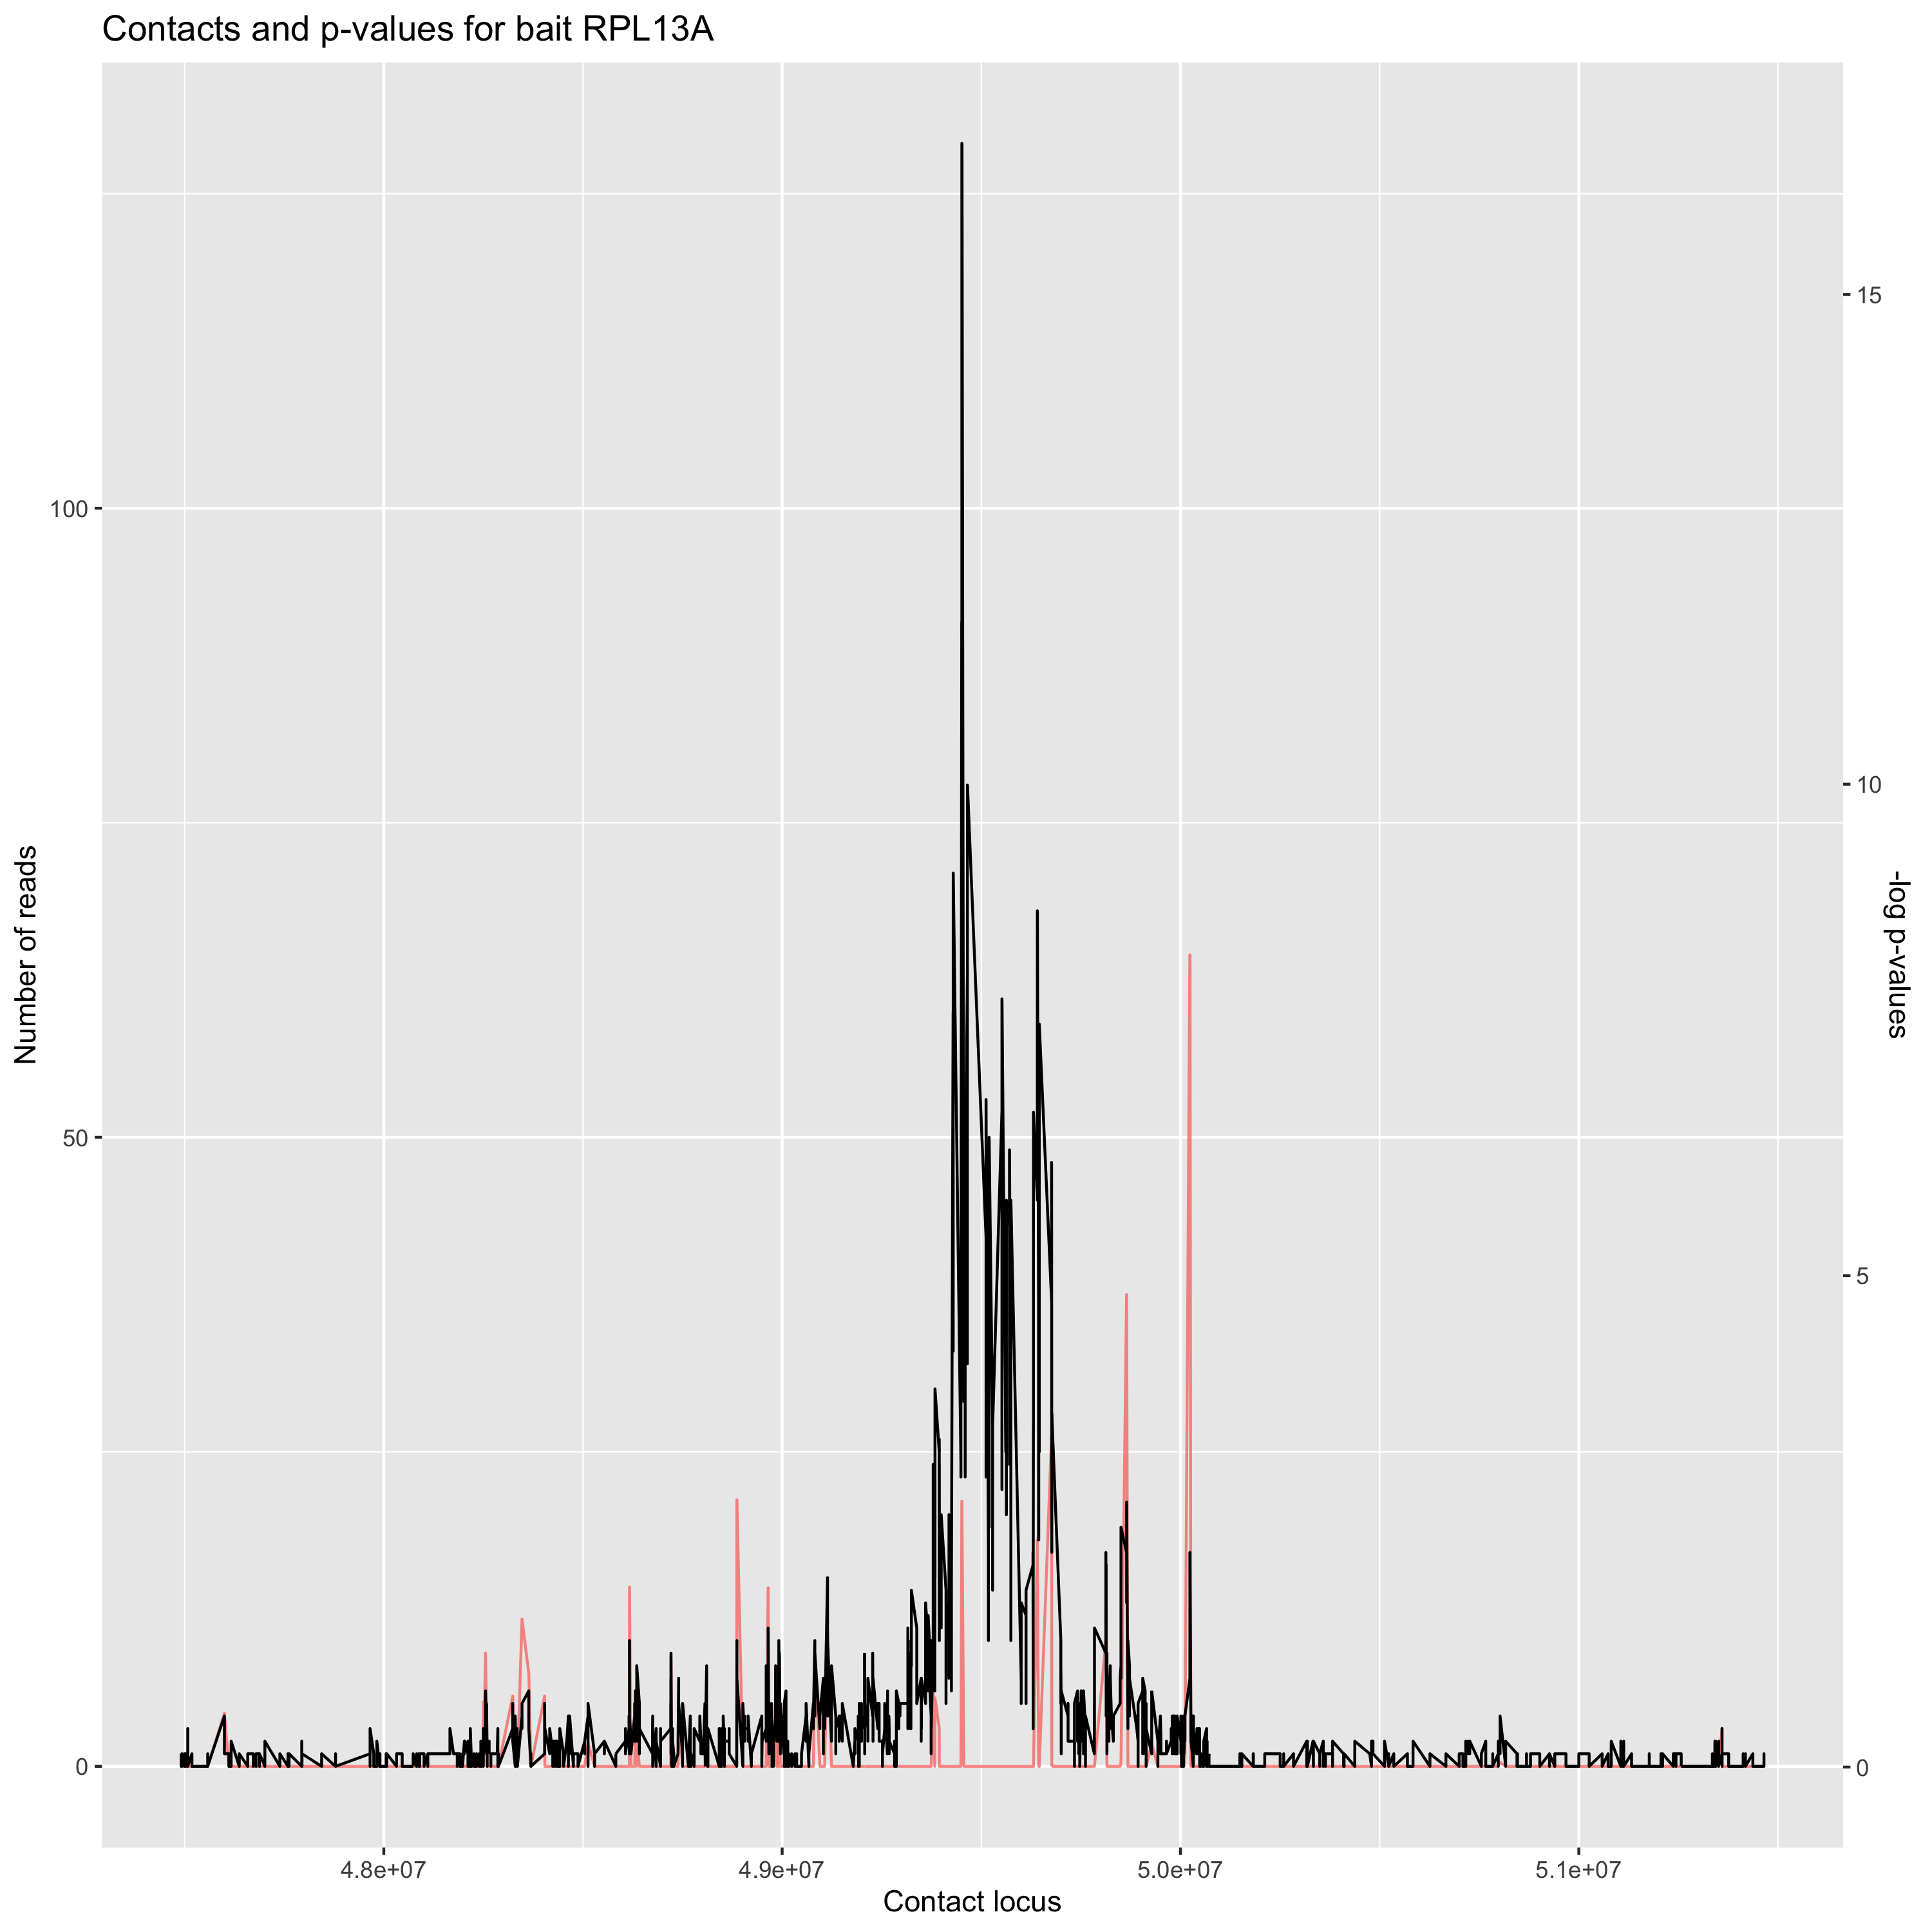 Contacts and p-values for bait RPL13A
100
50
0
Number of reads
15
10
5
0
-log p-values
4.8e+07
4.9e+07
5.0e+07
5.1e+07
Contact locus